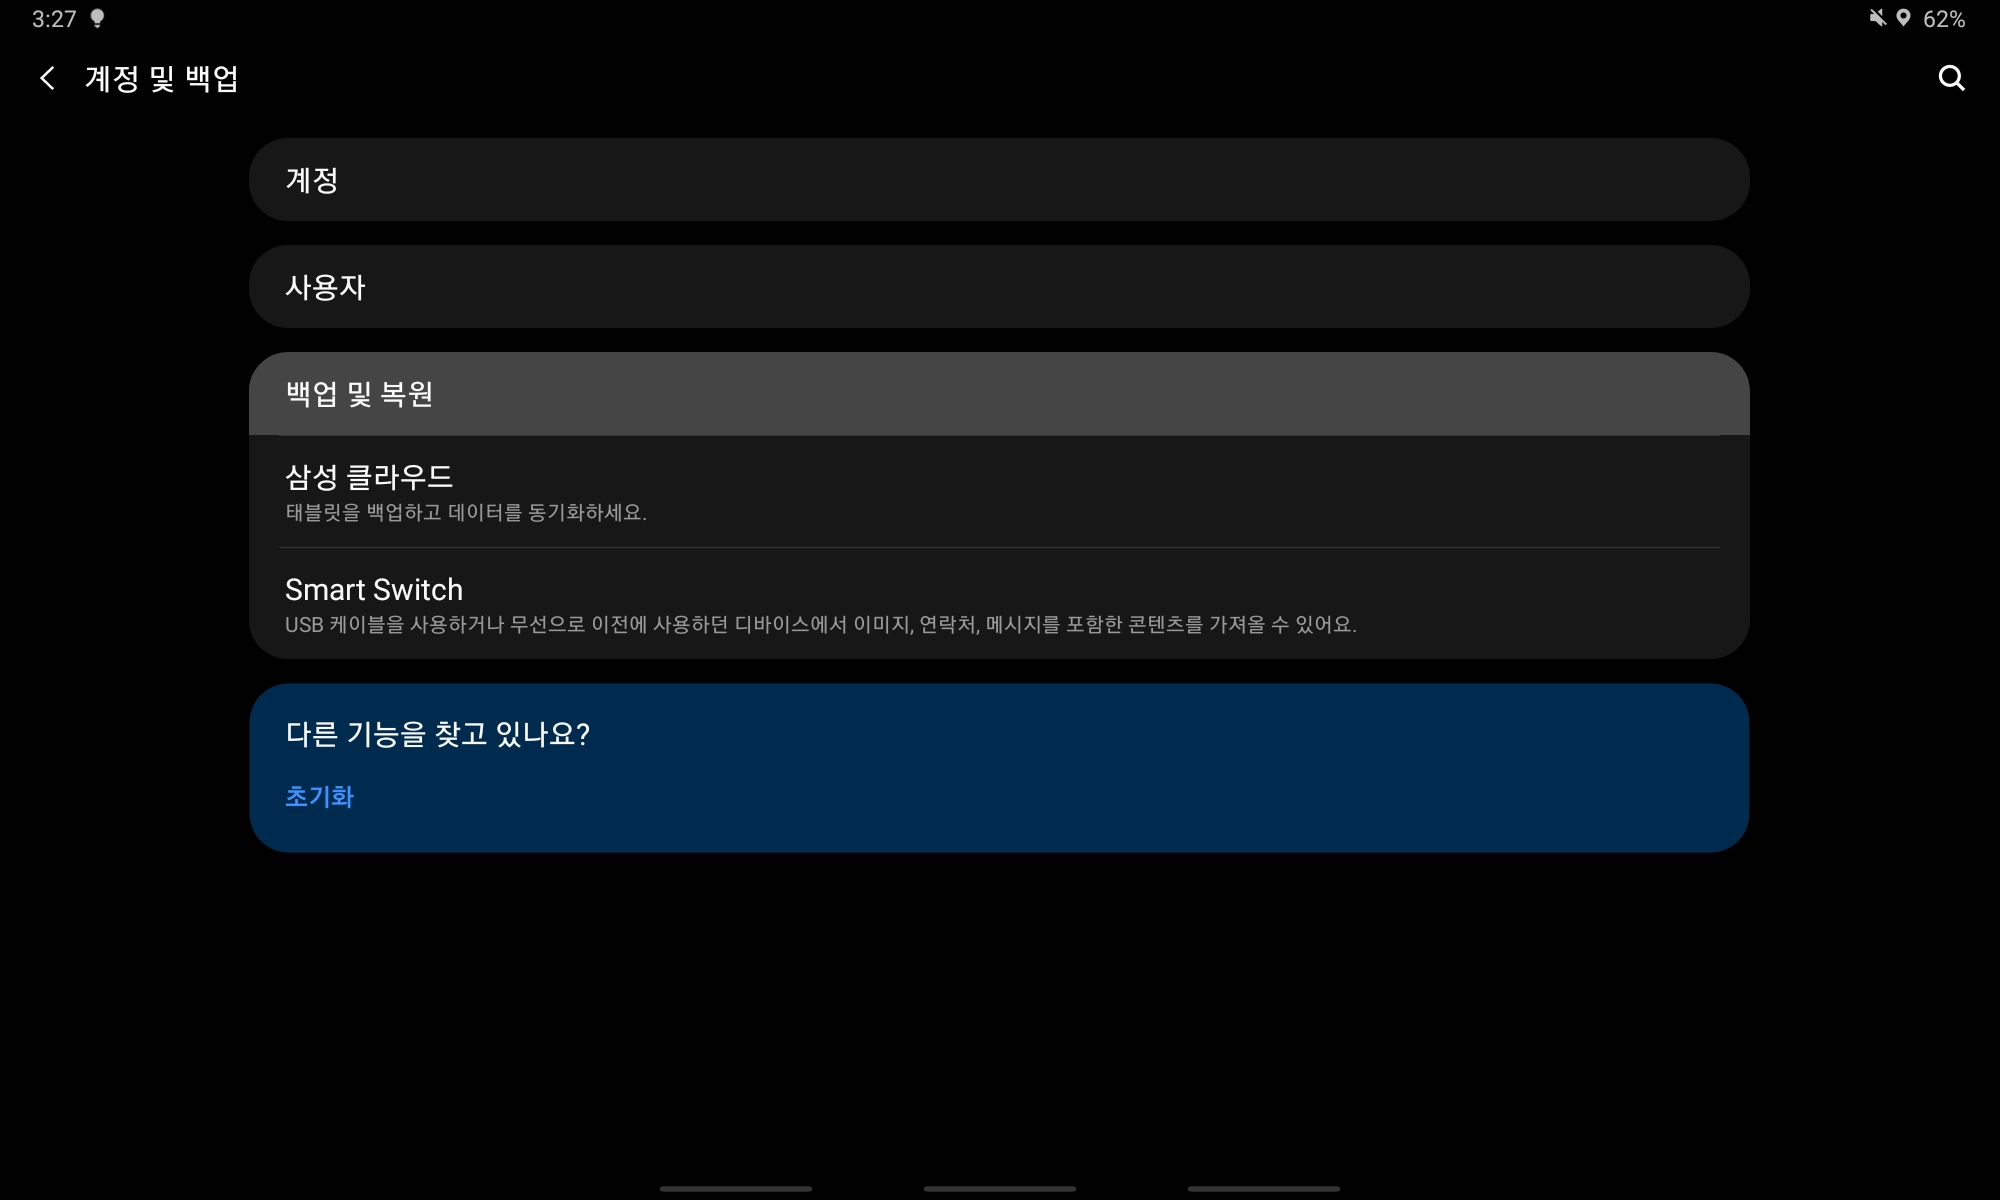 3:27
62%
계정 및 백업
계정
사용자
백업 및 복원
삼성 클라우드
태블릿을 백업하고 데이터를 동기화하세요.
Smart Switch
USB 케이블을 사용하거나 무선으로 이전에 사용하던 디바이스에서 이미지, 연락처, 메시지를 포함한 콘텐츠를 가져올 수 있어요.
다른 기능을 찾고 있나요?
초기화